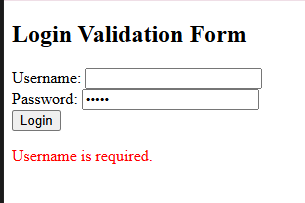 Login Validation Form
Username:
Password: •••••
Login
Username is required.